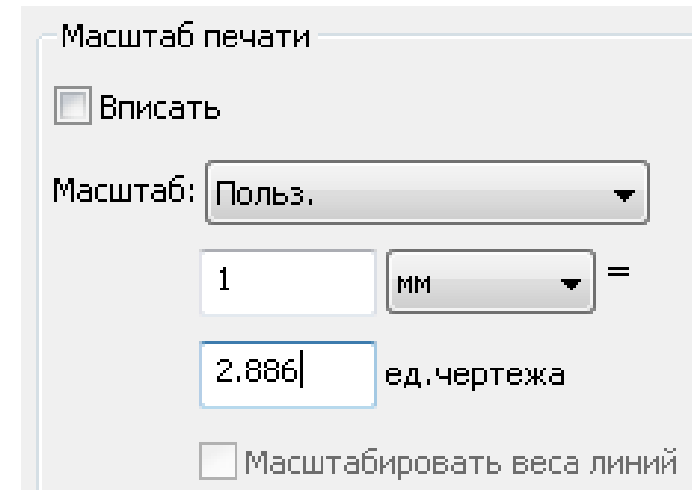 Масштаб печати
Вписать
Масштаб: Польз.
1 мм =
2.886 ед.чертежа
Масштабировать веса линий